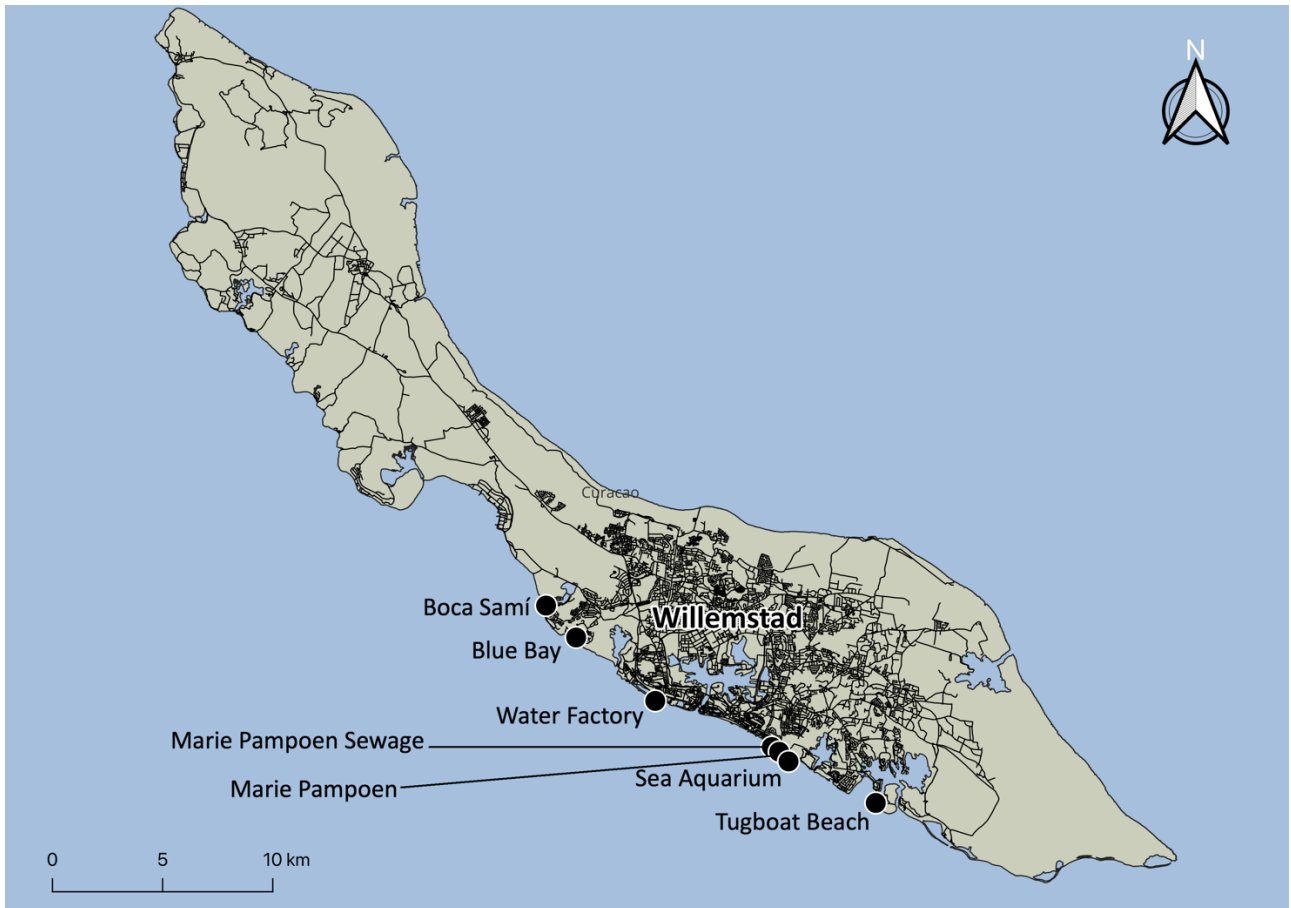 N
Curacao
Boca Samí
Willemstad
Blue Bay
Water Factory
Marie Pampoen Sewage
Sea Aquarium
Marie Pampoen
Tugboat Beach
0 5 10 km